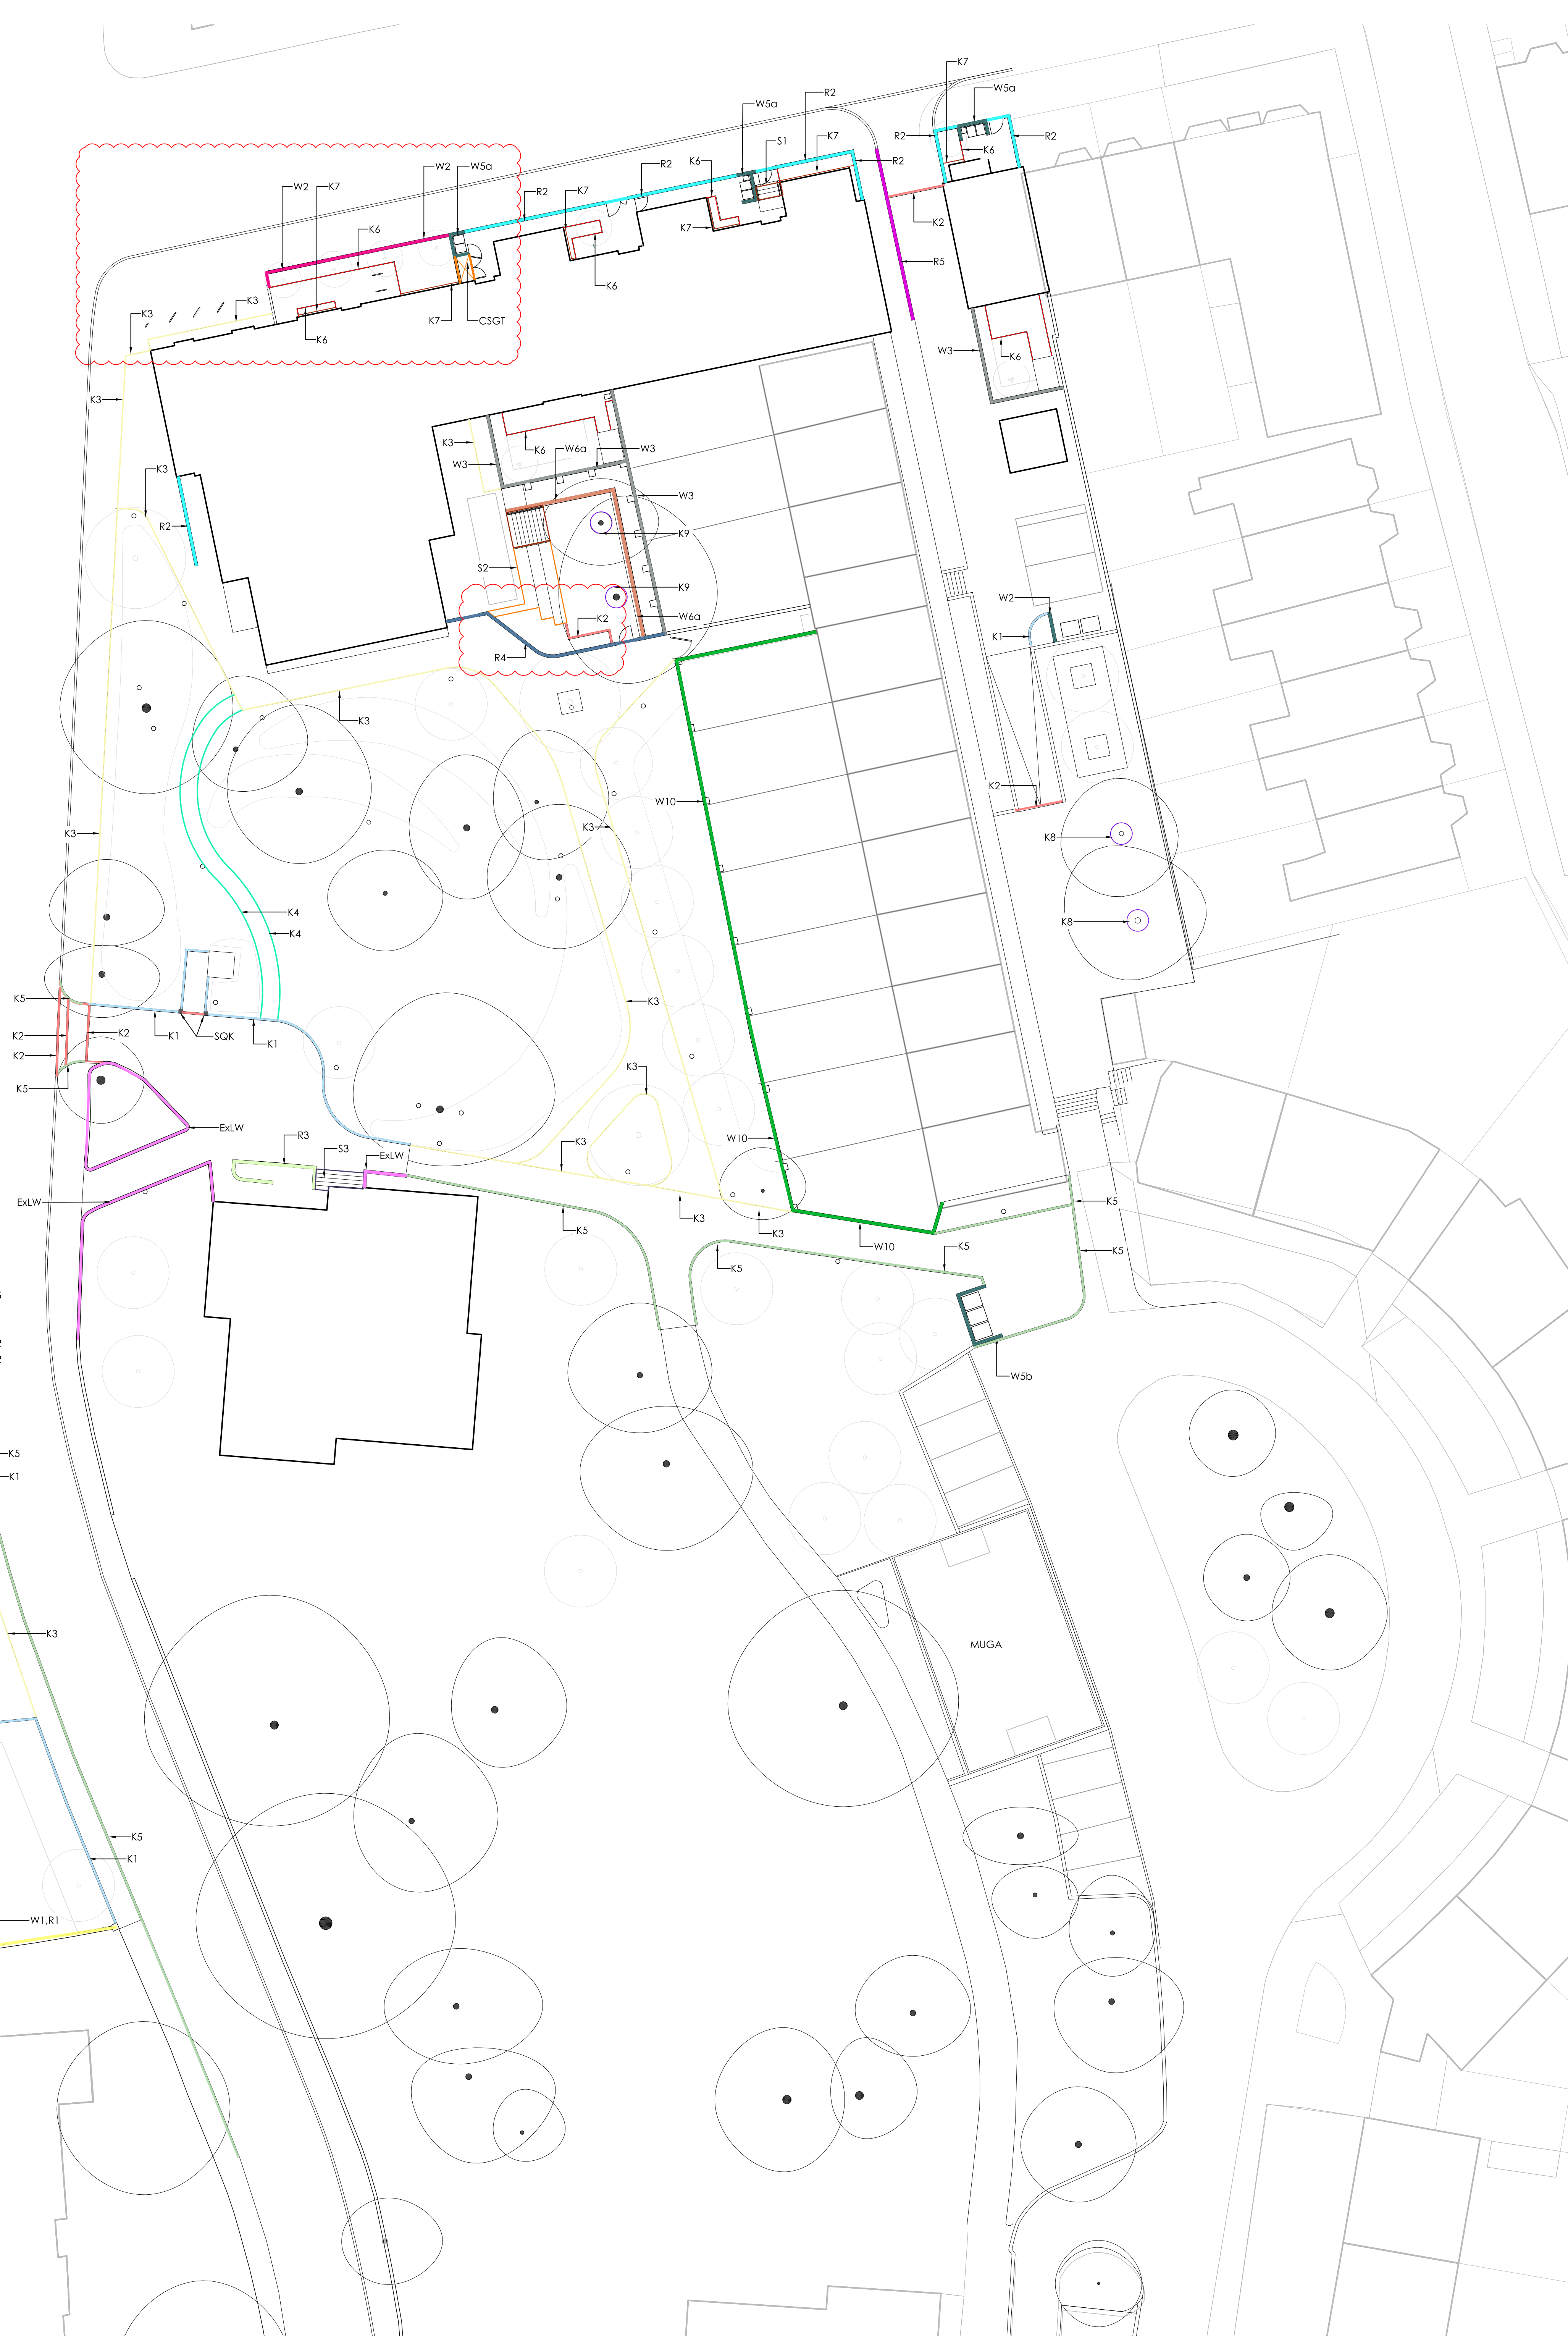 K7
W5a
W5a
R2
S1
K7
R2
R2
W2
W5a
K6
R2
R2
K6
W2
K7
K7
R2
K2
K6
K7
R5
K6
K3
K3
K7
CSGT
K6
W3
K6
K3
K3
K6
W6a
W3
W3
K3
W3
R2
K9
S2
K9
W2
K2
W6a
K1
R4
K3
K2
W10
K3
K3
K8
K4
K8
K4
K5
K3
K2
K2
K1
SQK
K1
K2
K5
K3
ExLW
R3
W10
S3
ExLW
K3
ExLW
K5
K3
K5
K3
W10
K5
K5
K5
W5b
K5
K1
K3
MUGA
K5
K1
W1,R1